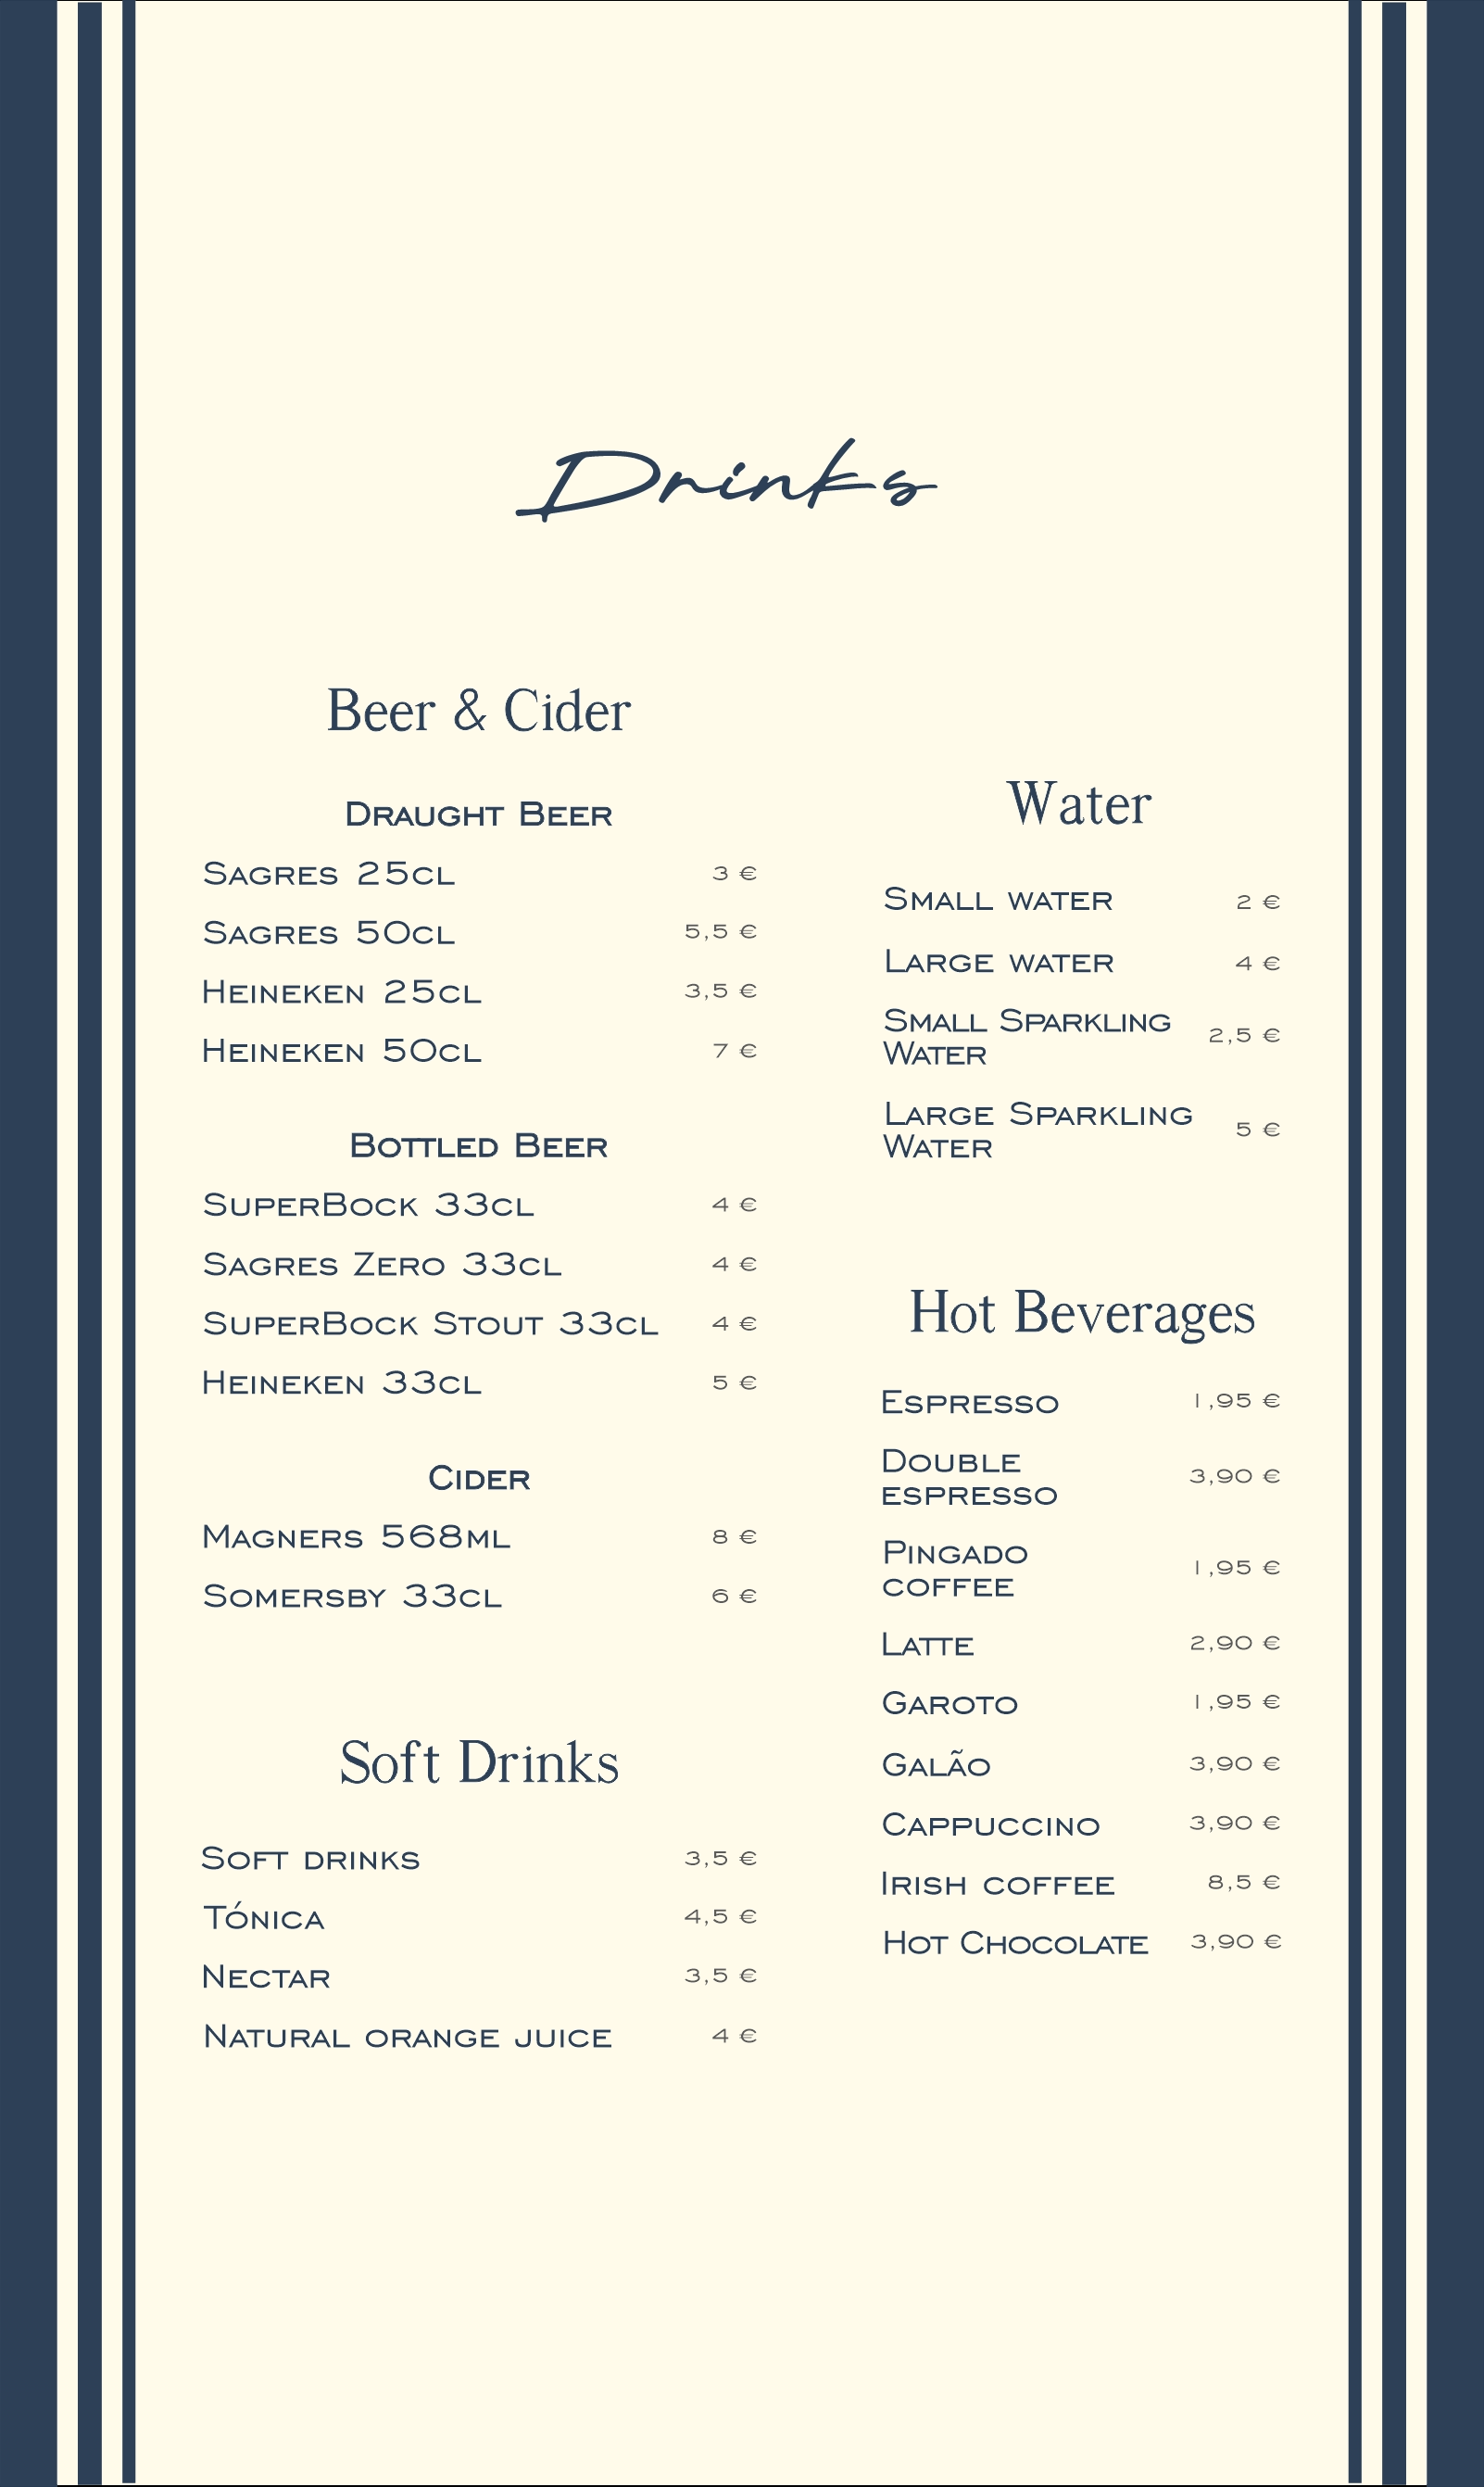 Drinks
Beer & Cider
Draught Beer
Sagres 25cl 3 €
Sagres 50cl 5,5 €
Heineken 25cl 3,5 €
Heineken 50cl 7 €
Bottled Beer
SuperBock 33cl 4 €
Sagres Zero 33cl 4 €
SuperBock Stout 33cl 4 €
Heineken 33cl 5 €
Cider
Magners 568ml 8 €
Somersby 33cl 6 €
Soft Drinks
Soft drinks 3,5 €
Tónica 4,5 €
Nectar 3,5 €
Natural orange juice 4 €
Water
Small water 2 €
Large water 4 €
Small Sparkling
Water 2,5 €
Large Sparkling
Water 5 €
Hot Beverages
Espresso 1,95 €
Double
espresso 3,90 €
Pingado
coffee 1,95 €
Latte 2,90 €
Garoto 1,95 €
Galão 3,90 €
Cappuccino 3,90 €
Irish coffee 8,5 €
Hot Chocolate 3,90 €